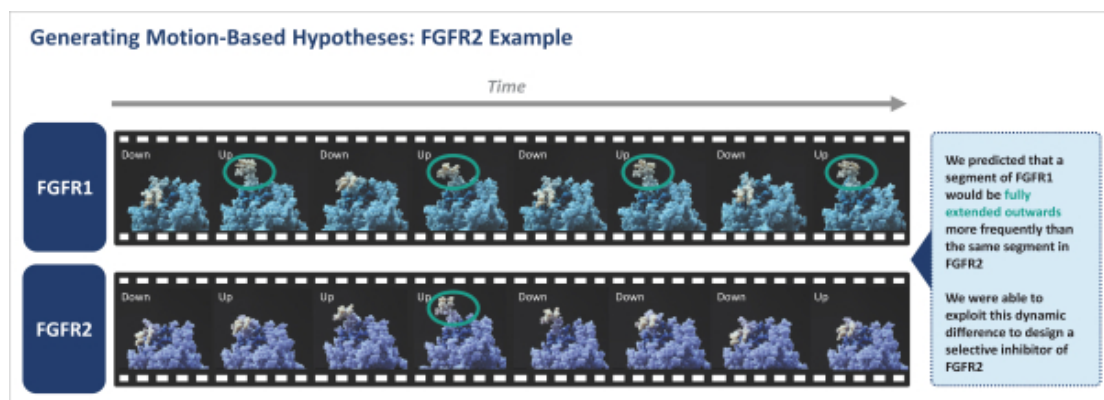 Generating Motion-Based Hypotheses: FGFR2 Example
Time
FGFR1
Down Up Down Up Down Up Down Up
FGFR2
Down Up Up Up Down Down Down Up
We predicted that a
segment of FGFR1
would be fully
extended outwards
more frequently than
the same segment in
FGFR2
We were able to
exploit this dynamic
difference to design a
selective inhibitor of
FGFR2